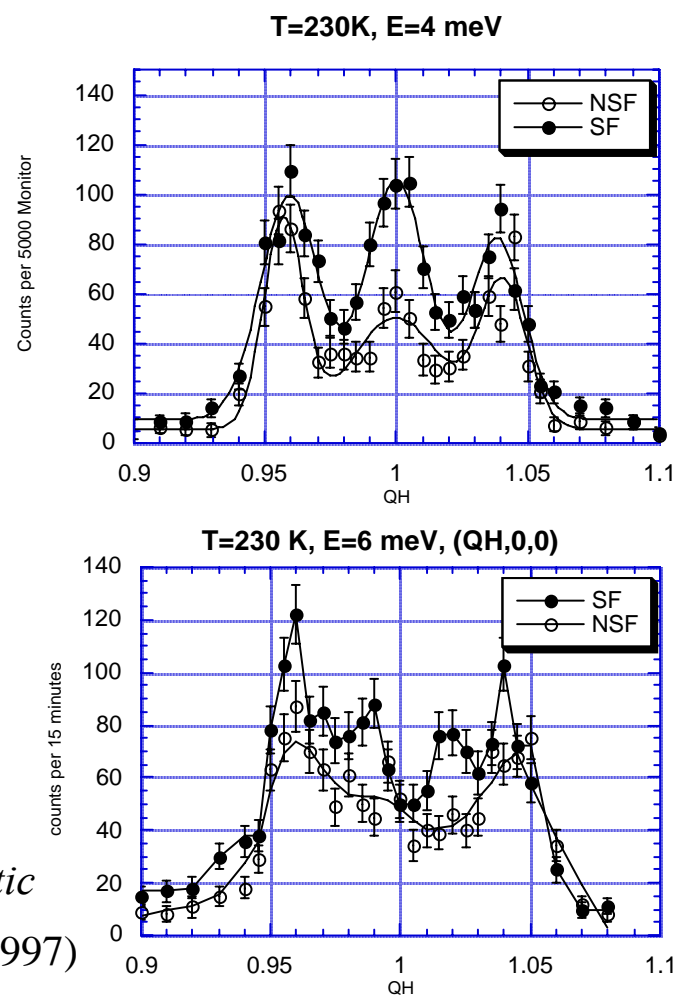 T=230K, E=4 meV
NSF
SF
140
120
100
80
60
40
20
0
Counts per 5000 Monitor
0.9 0.95 1 1.05 1.1
QH
T=230 K, E=6 meV, (QH,0,0)
SF
NSF
140
120
100
80
60
40
20
0
counts per 15 minutes
0.9 0.95 1 1.05 1.1
QH
tic
997)